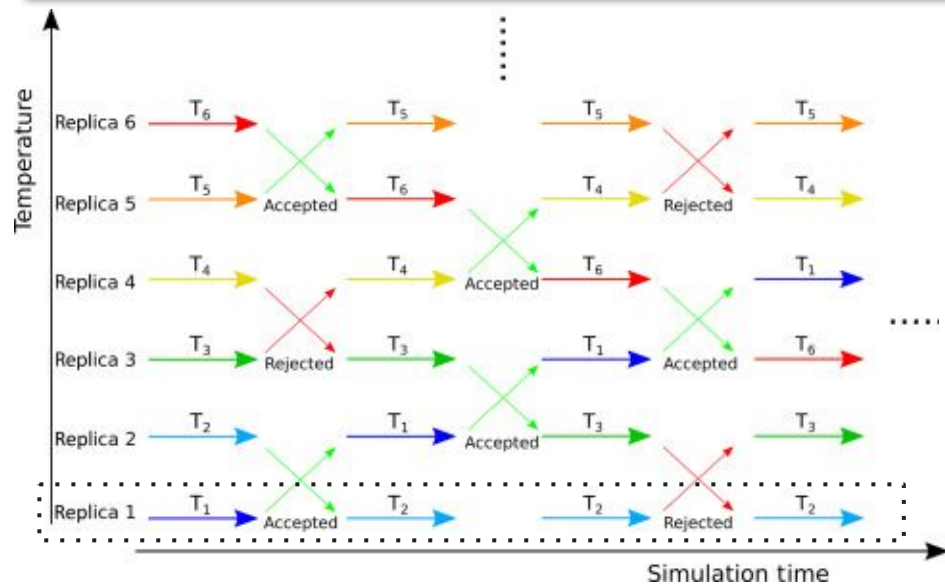 Temperature
Replica 6 T₆ T₅ T₅ T₅
Accepted Rejected
Replica 5 T₅ T₆ T₄ T₄
Accepted
Replica 4 T₄ T₄ T₆ T₁
Rejected Accepted
Replica 3 T₃ T₃ T₁ T₆
Accepted
Replica 2 T₂ T₁ T₃ T₃
Accepted Rejected
Replica 1 T₁ T₂ T₂ T₂
Simulation time